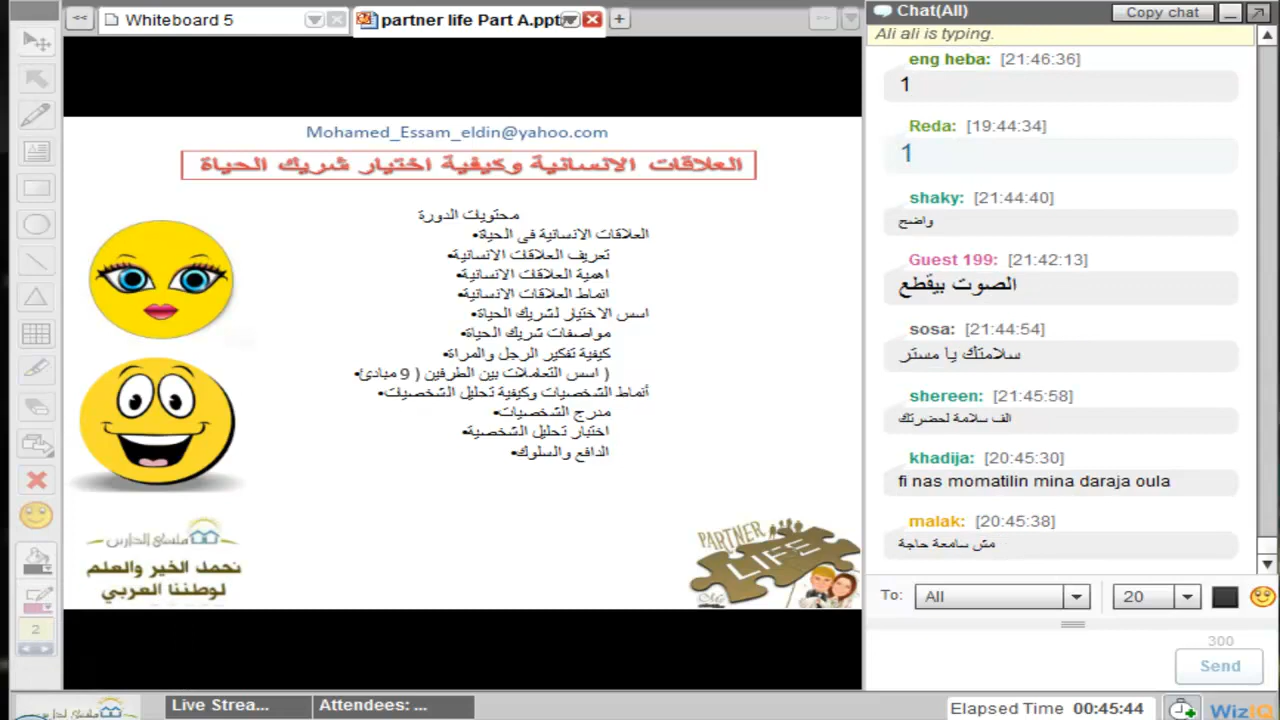 Whiteboard 5
partner life Part A.ppt
Mohamed_Essam_eldin@yahoo.com
العلاقات الانسانية وكيفية اختيار شريك الحياة
محتويات الدورة
العلاقات الانسانية فى الحياة•
تعريف العلاقات الانسانية•
اهمية العلاقات الانسانية•
انماط العلاقات الانسانية•
اسس الاختيار لشريك الحياة•
مواصفات شريك الحياة•
كيفية تفكير الرجل والمراة•
( اسس التعاملات بين الطرفين ( 9 مبادئ•
أنماط الشخصيات وكيفية تحليل الشخصيات•
مدرج الشخصيات•
اختبار تحليل الشخصية•
الدافع والسلوك•
ملتقى الدارس
نحمل الخير والعلم
لوطننا العربي
PARTNER
LIFE
2
Chat(All)
Copy chat
Ali ali is typing.
eng heba: [21:46:36]
1
Reda: [19:44:34]
1
shaky: [21:44:40]
واضح
Guest 199: [21:42:13]
الصوت بيقطع
sosa: [21:44:54]
سلامتك يا مستر
shereen: [21:45:58]
الف سلامة لحضرتك
khadija: [20:45:30]
fi nas momatilin mina daraja oula
malak: [20:45:38]
مش سامعة حاجة
To: All 20
300
Send
Live Strea...
Attendees: ...
Elapsed Time 00:45:44
WizIQ